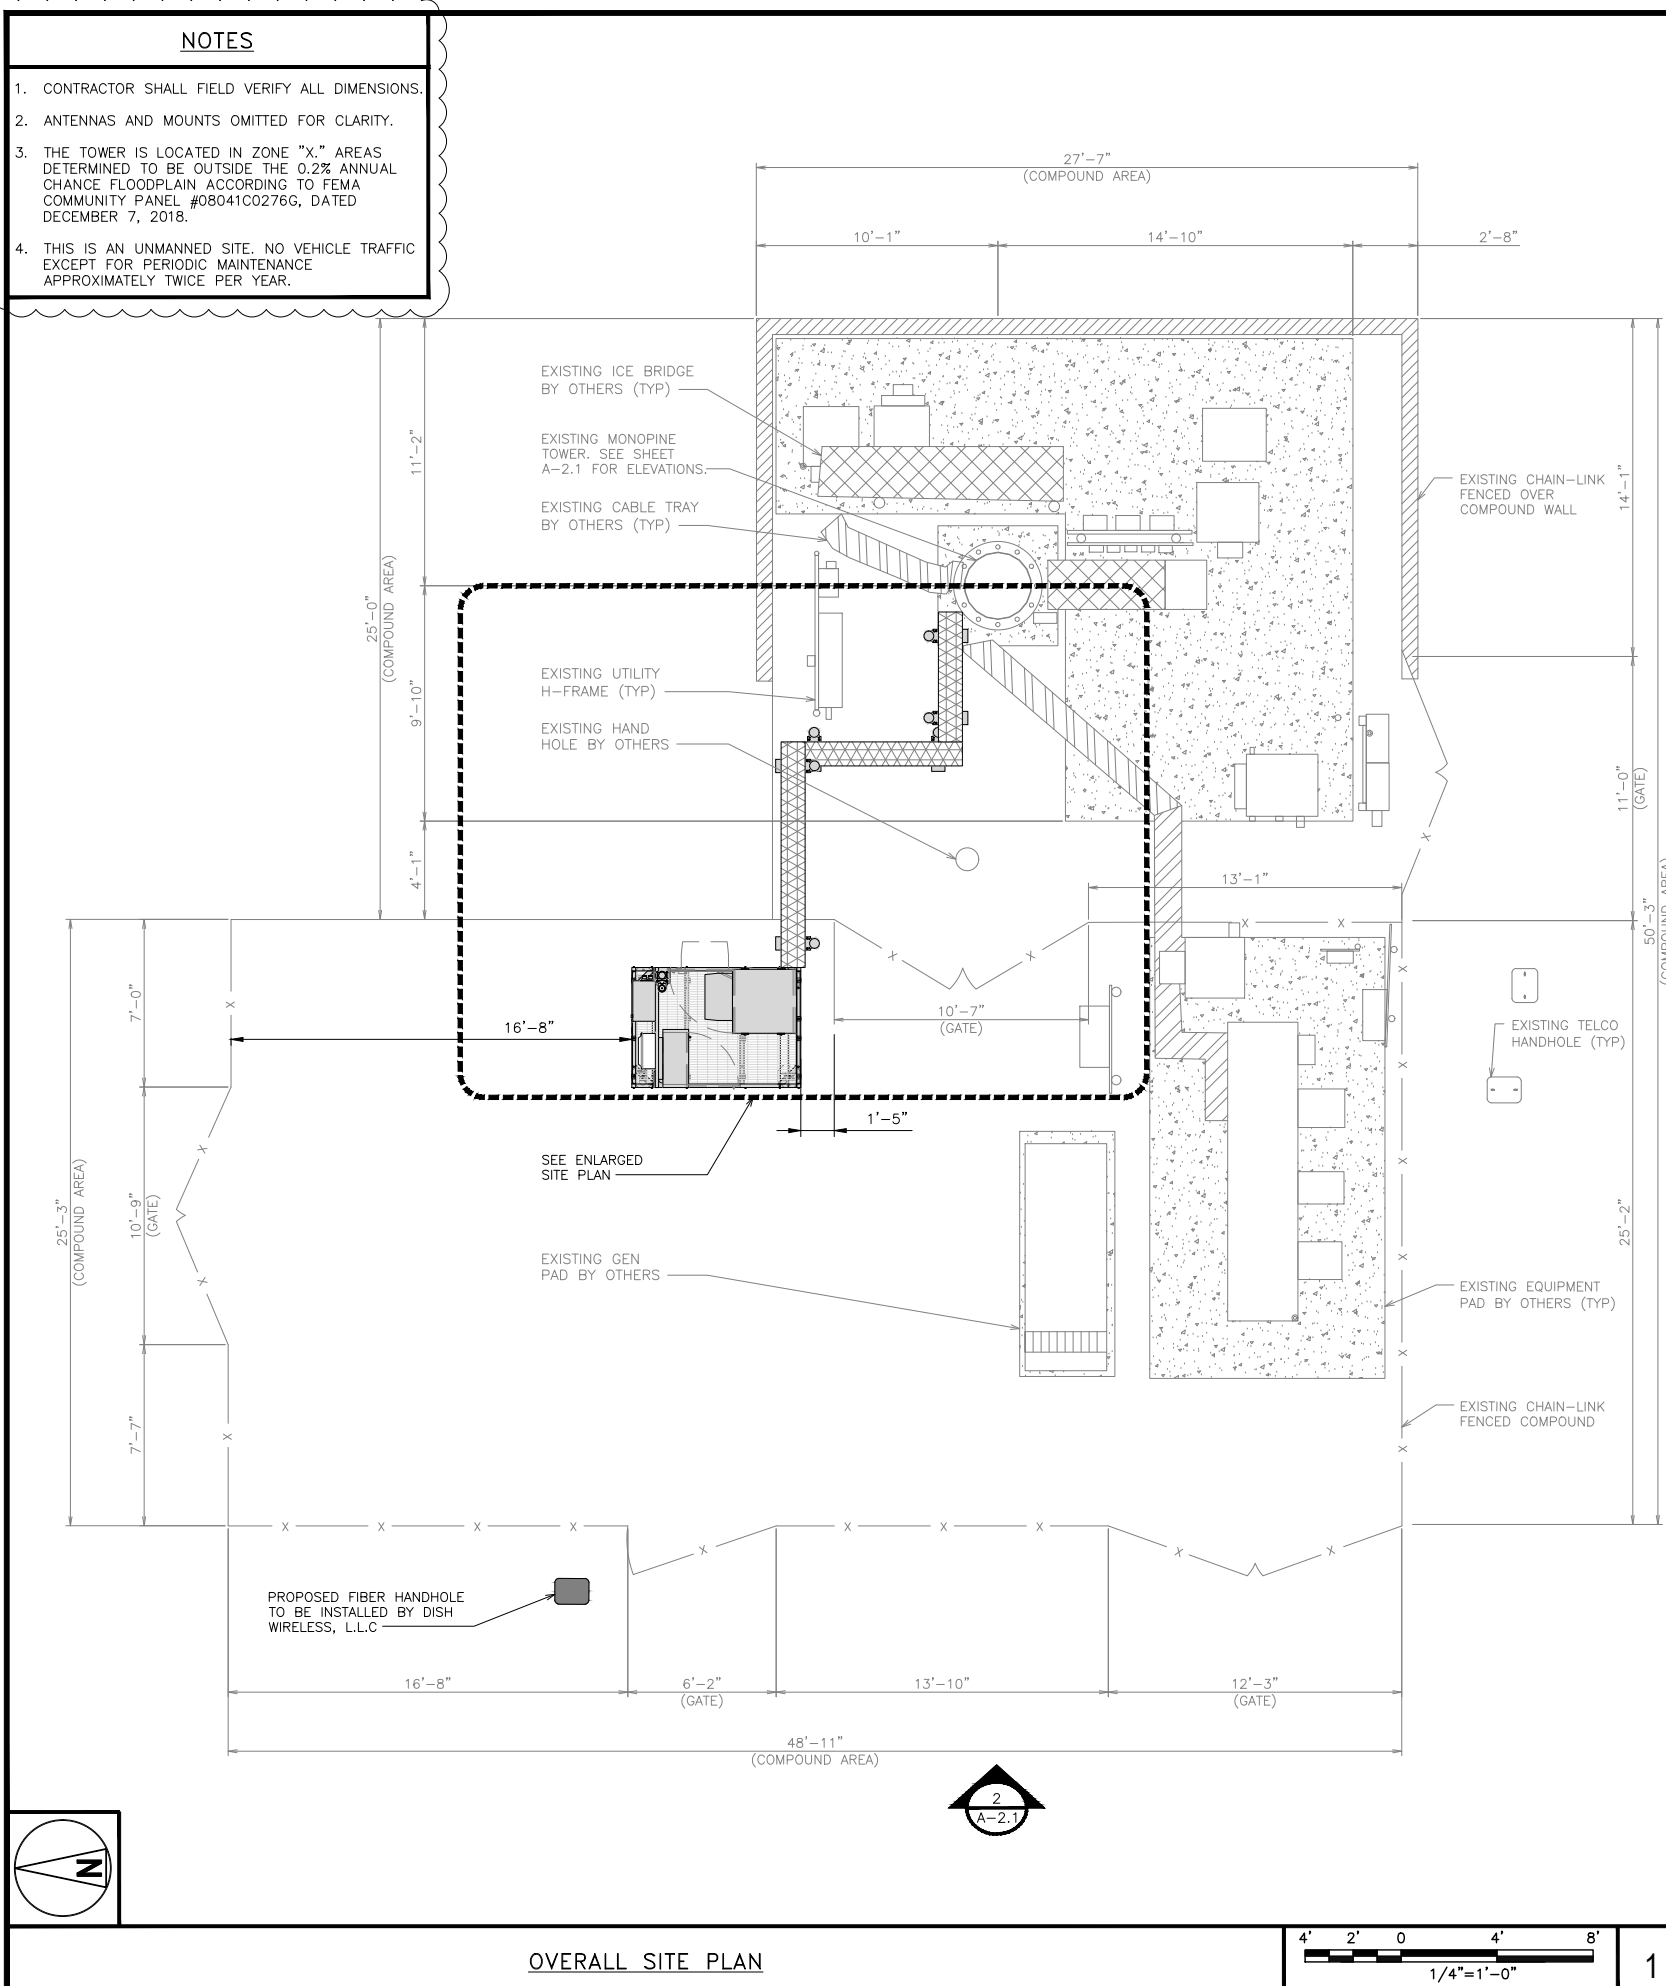 NOTES
1. CONTRACTOR SHALL FIELD VERIFY ALL DIMENSIONS.
2. ANTENNAS AND MOUNTS OMITTED FOR CLARITY.
3. THE TOWER IS LOCATED IN ZONE "X." AREAS
DETERMINED TO BE OUTSIDE THE 0.2% ANNUAL
CHANCE FLOODPLAIN ACCORDING TO FEMA
COMMUNITY PANEL #08041C0276G, DATED
DECEMBER 7, 2018.
4. THIS IS AN UNMANNED SITE. NO VEHICLE TRAFFIC
EXCEPT FOR PERIODIC MAINTENANCE
APPROXIMATELY TWICE PER YEAR.
27'-7"
(COMPOUND AREA)
10'-1"
14'-10"
2'-8"
EXISTING ICE BRIDGE
BY OTHERS (TYP)
EXISTING MONOPINE
TOWER. SEE SHEET
A-2.1 FOR ELEVATIONS.
EXISTING CABLE TRAY
BY OTHERS (TYP)
EXISTING UTILITY
H-FRAME (TYP)
EXISTING HAND
HOLE BY OTHERS
25'-0"
(COMPOUND AREA)
11'-2"
9'-10"
4'-1"
EXISTING CHAIN-LINK
FENCED OVER
COMPOUND WALL
14'-1"
11'-0"
(GATE)
X
50'-3"
(COMPOUND AREA)
13'-1"
X X
X X
X
X
10'-7"
(GATE)
7'-0"
X
16'-8"
1'-5"
EXISTING TELCO
HANDHOLE (TYP)
X
X
X
SEE ENLARGED
SITE PLAN
25'-3"
(COMPOUND AREA)
10'-9"
(GATE)
X
X
25'-2"
EXISTING GEN
PAD BY OTHERS
EXISTING EQUIPMENT
PAD BY OTHERS (TYP)
X
EXISTING CHAIN-LINK
FENCED COMPOUND
X
7'-7"
X
X X X X X X X
X X X
PROPOSED FIBER HANDHOLE
TO BE INSTALLED BY DISH
WIRELESS, L.L.C
16'-8"
6'-2"
(GATE)
13'-10"
12'-3"
(GATE)
48'-11"
(COMPOUND AREA)
2
A-2.1
N
OVERALL SITE PLAN
4' 2' 0 4' 8'
1/4"=1'-0"
1